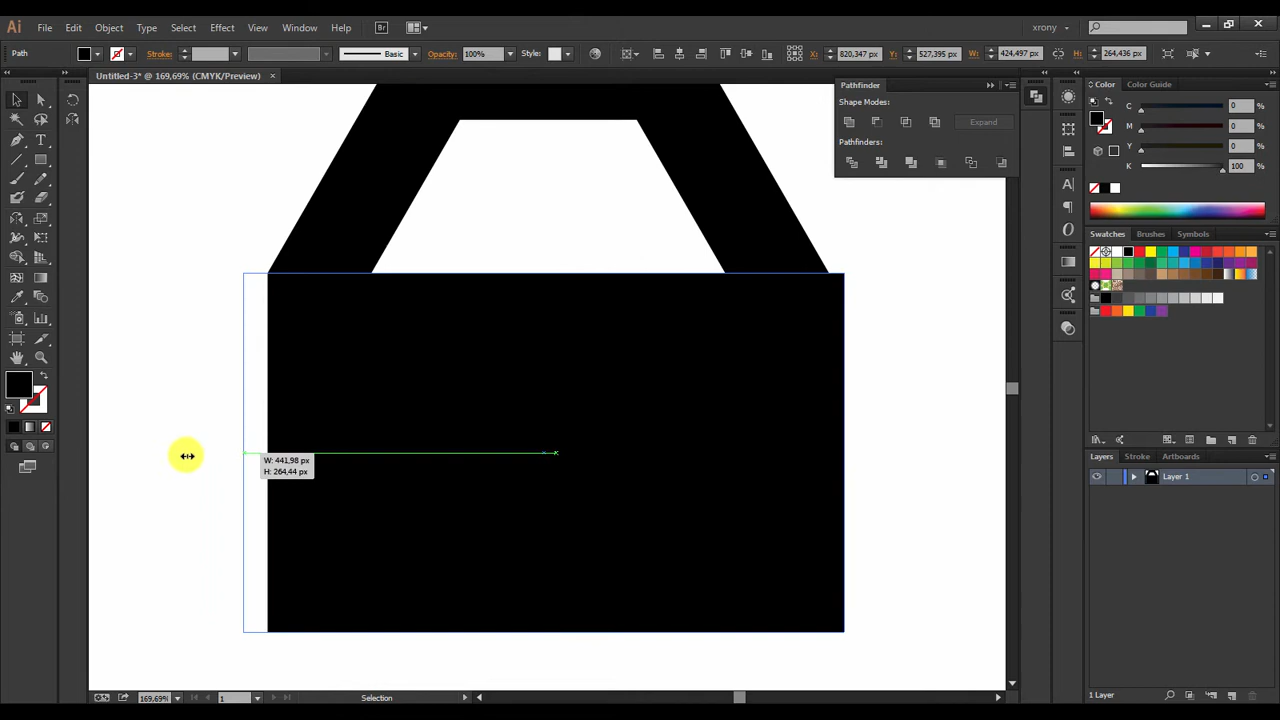 Ai File Edit Object Type Select Effect View Window Help Br xrony
Path Stroke: Basic Opacity: 100% Style: X: 820,347 px Y: 527,395 px W: 424,497 px H: 264,436 px
Untitled-3* @ 169,69% (CMYK/Preview) ×
Pathfinder
Shape Modes:
Expand
Pathfinders:
Color Color Guide
C 0 %
M 0 %
Y 0 %
K 100 %
Swatches Brushes Symbols
W: 441,98 px
H: 264,44 px
Layers Stroke Artboards
Layer 1
1 Layer
169,69% 1 Selection